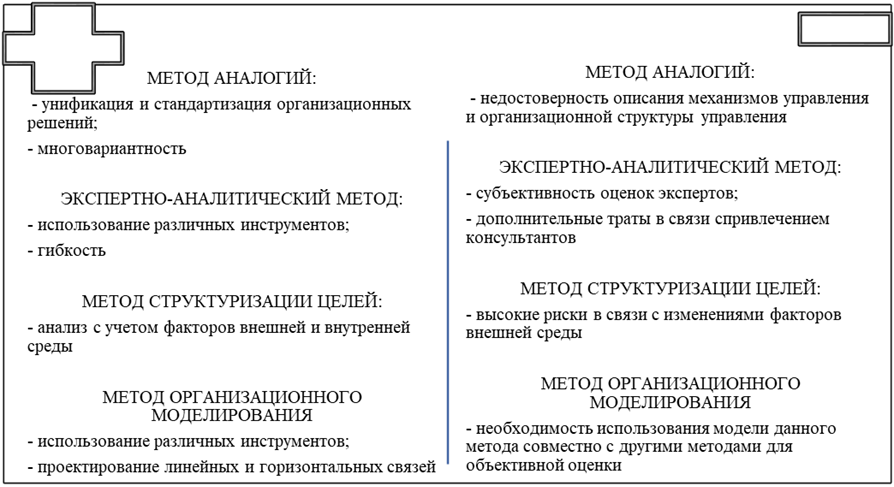 МЕТОД АНАЛОГИЙ:
- унификация и стандартизация организационных
решений;
- многовариантность
ЭКСПЕРТНО-АНАЛИТИЧЕСКИЙ МЕТОД:
- использование различных инструментов;
- гибкость
МЕТОД СТРУКТУРИЗАЦИИ ЦЕЛЕЙ:
- анализ с учетом факторов внешней и внутренней
среды
МЕТОД ОРГАНИЗАЦИОННОГО
МОДЕЛИРОВАНИЯ
- использование различных инструментов;
- проектирование линейных и горизонтальных связей
МЕТОД АНАЛОГИЙ:
- недостоверность описания механизмов управления
и организационной структуры управления
ЭКСПЕРТНО-АНАЛИТИЧЕСКИЙ МЕТОД:
- субъективность оценок экспертов;
- дополнительные траты в связи спривлечением
консультантов
МЕТОД СТРУКТУРИЗАЦИИ ЦЕЛЕЙ:
- высокие риски в связи с изменениями факторов
внешней среды
МЕТОД ОРГАНИЗАЦИОННОГО
МОДЕЛИРОВАНИЯ
- необходимость использования модели данного
метода совместно с другими методами для
объективной оценки